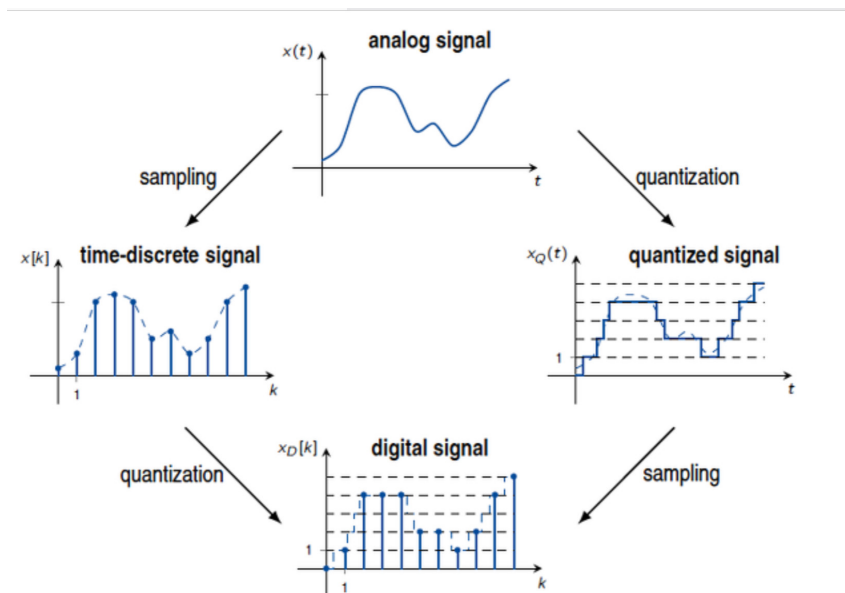 analog signal
x(t)
t
sampling
quantization
time-discrete signal
x[k]
1
k
quantized signal
x_Q(t)
1
t
quantization
sampling
digital signal
x_D[k]
1
1
k